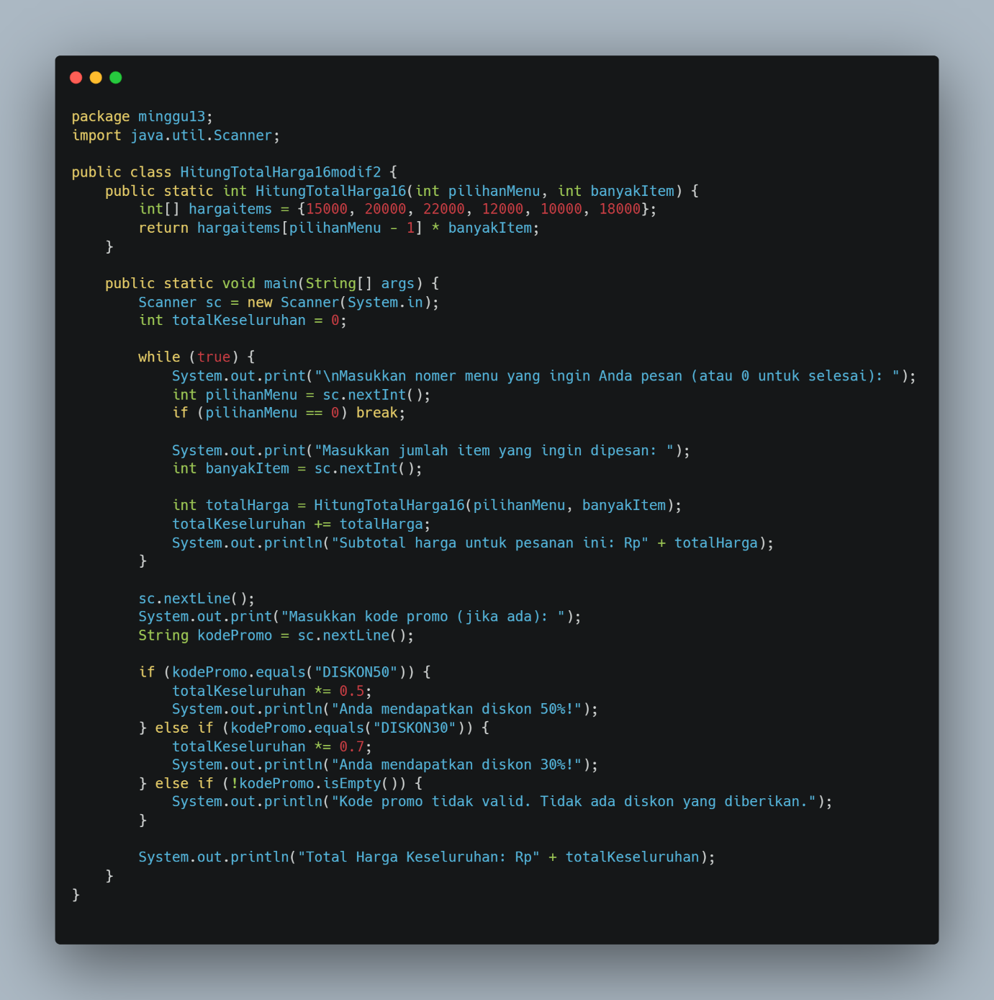 package minggu13;
import java.util.Scanner;

public class HitungTotalHarga16modif2 {
    public static int HitungTotalHarga16(int pilihanMenu, int banyakItem) {
        int[] hargaitems = {15000, 20000, 22000, 12000, 10000, 18000};
        return hargaitems[pilihanMenu - 1] * banyakItem;
    }

    public static void main(String[] args) {
        Scanner sc = new Scanner(System.in);
        int totalKeseluruhan = 0;

        while (true) {
            System.out.print("\nMasukkan nomer menu yang ingin Anda pesan (atau 0 untuk selesai): ");
            int pilihanMenu = sc.nextInt();
            if (pilihanMenu == 0) break;

            System.out.print("Masukkan jumlah item yang ingin dipesan: ");
            int banyakItem = sc.nextInt();

            int totalHarga = HitungTotalHarga16(pilihanMenu, banyakItem);
            totalKeseluruhan += totalHarga;
            System.out.println("Subtotal harga untuk pesanan ini: Rp" + totalHarga);
        }

        sc.nextLine();
        System.out.print("Masukkan kode promo (jika ada): ");
        String kodePromo = sc.nextLine();

        if (kodePromo.equals("DISKON50")) {
            totalKeseluruhan *= 0.5;
            System.out.println("Anda mendapatkan diskon 50%!");
        } else if (kodePromo.equals("DISKON30")) {
            totalKeseluruhan *= 0.7;
            System.out.println("Anda mendapatkan diskon 30%!");
        } else if (!kodePromo.isEmpty()) {
            System.out.println("Kode promo tidak valid. Tidak ada diskon yang diberikan.");
        }

        System.out.println("Total Harga Keseluruhan: Rp" + totalKeseluruhan);
    }
}